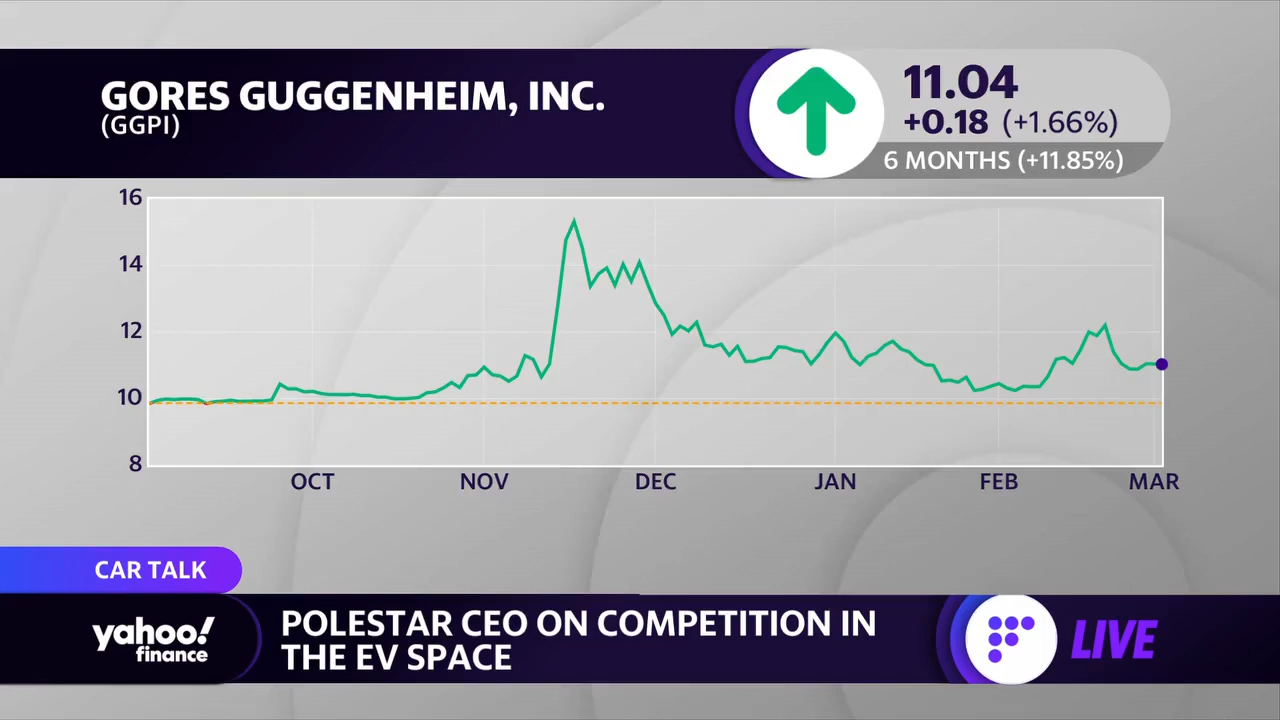 GORES GUGGENHEIM, INC.
(GGPI)
11.04
+0.18 (+1.66%)
6 MONTHS (+11.85%)
16
14
12
10
8
OCT NOV DEC JAN FEB MAR
CAR TALK
yahoo!
finance
POLESTAR CEO ON COMPETITION IN
THE EV SPACE
LIVE